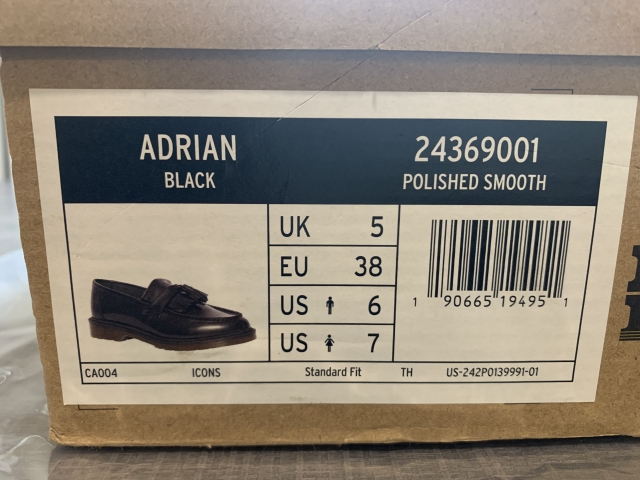 ADRIAN
BLACK
24369001
POLISHED SMOOTH
UK 5
EU 38
US 6
US 7
1 90665 19495 1
CA004 ICONS Standard Fit TH US-242P0139991-01